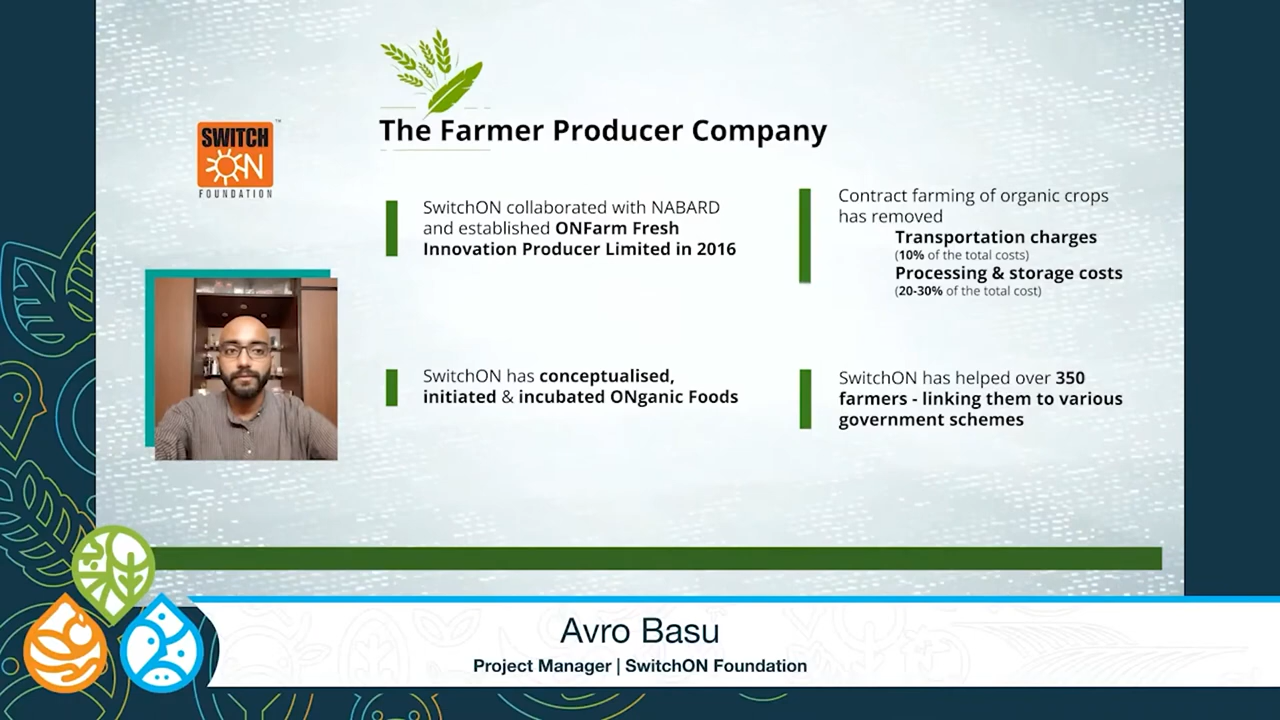 SWITCH
ON
FOUNDATION
™
The Farmer Producer Company
SwitchON collaborated with NABARD
and established ONFarm Fresh
Innovation Producer Limited in 2016
Contract farming of organic crops
has removed
Transportation charges
(10% of the total costs)
Processing & storage costs
(20-30% of the total cost)
SwitchON has conceptualised,
initiated & incubated ONganic Foods
SwitchON has helped over 350
farmers - linking them to various
government schemes
Avro Basu
Project Manager | SwitchON Foundation